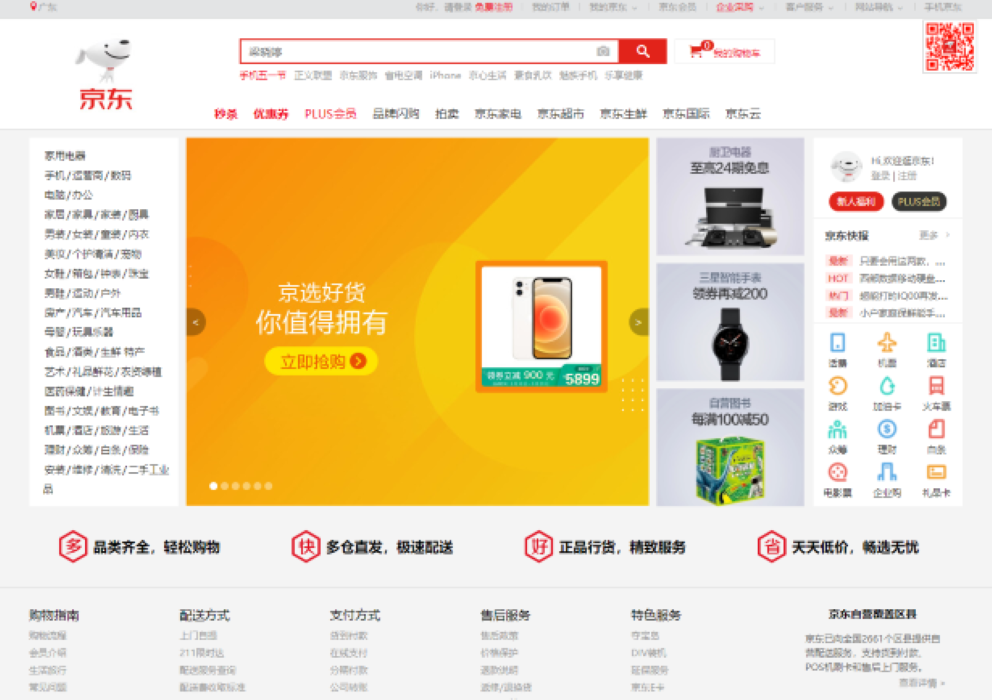 广东
你好，请登录 免费注册
我的订单
我的京东
京东会员
企业采购
客户服务
网站导航
手机京东
京东
梁晓婷
0
我的购物车
手机五一节 正义联盟 京东服饰 省电空调 iPhone 京心生活 蒙食乳饮 魅族手机 乐享健康
秒杀 优惠券 PLUS会员 品牌闪购 拍卖 京东家电 京东超市 京东生鲜 京东国际 京东云
家用电器
手机/运营商/数码
电脑/办公
家居/家具/家装/厨具
男装/女装/童装/内衣
美妆/个护清洁/宠物
女鞋/箱包/钟表/珠宝
男鞋/运动/户外
房产/汽车/汽车用品
母婴/玩具乐器
食品/酒类/生鲜 特产
艺术/礼品鲜花/农资绿植
医药保健/计生情趣
图书/文娱/教育/电子书
机票/酒店/旅游/生活
理财/众筹/白条/保险
安装/维修/清洗/二手工业
品
京选好货
你值得拥有
立即抢购
领券立减 900 元
5899
厨卫电器
至高24期免息
三星智能手表
领券再减200
自营图书
每满100减50
Hi,欢迎逛京东!
登录 | 注册
新人福利 PLUS会员
京东快报 更多
最新 只要会用这两款，...
HOT 西部数据移动硬盘...
热门 超能打的iQOO再发...
最新 小户家庭保鲜能手...
话费 机票 酒店
游戏 加油卡 火车票
众筹 理财 白条
电影票 企业购 礼品卡
多 品类齐全，轻松购物
快 多仓直发，极速配送
好 正品行货，精致服务
省 天天低价，畅选无忧
购物指南
购物流程
会员介绍
生活旅行
常见问题
配送方式
上门自提
211限时达
配送服务查询
配送费收取标准
支付方式
货到付款
在线支付
分期付款
公司转账
售后服务
售后政策
价格保护
退款说明
返修/退换货
特色服务
夺宝岛
DIY装机
延保服务
京东E卡
京东自营覆盖区县
京东已向全国2661个区县提供自
营配送服务，支持货到付款、
POS机刷卡和售后上门服务。
查看详情 >